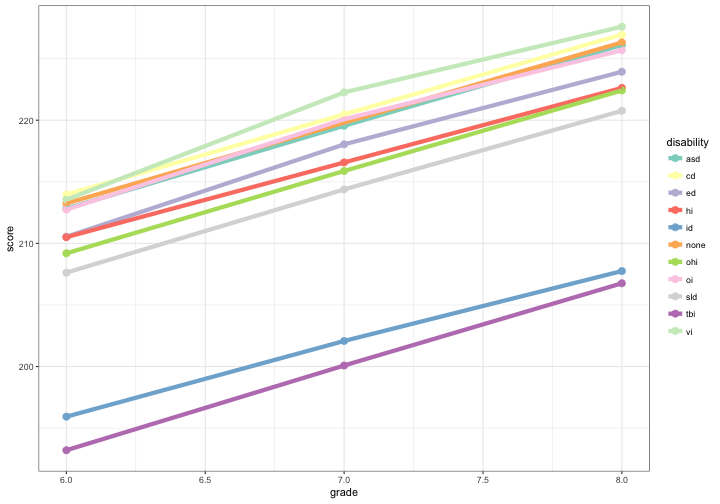 220
210
200
score
6.0 6.5 7.0 7.5 8.0
grade
disability
asd
cd
ed
hi
id
none
ohi
oi
sld
tbi
vi